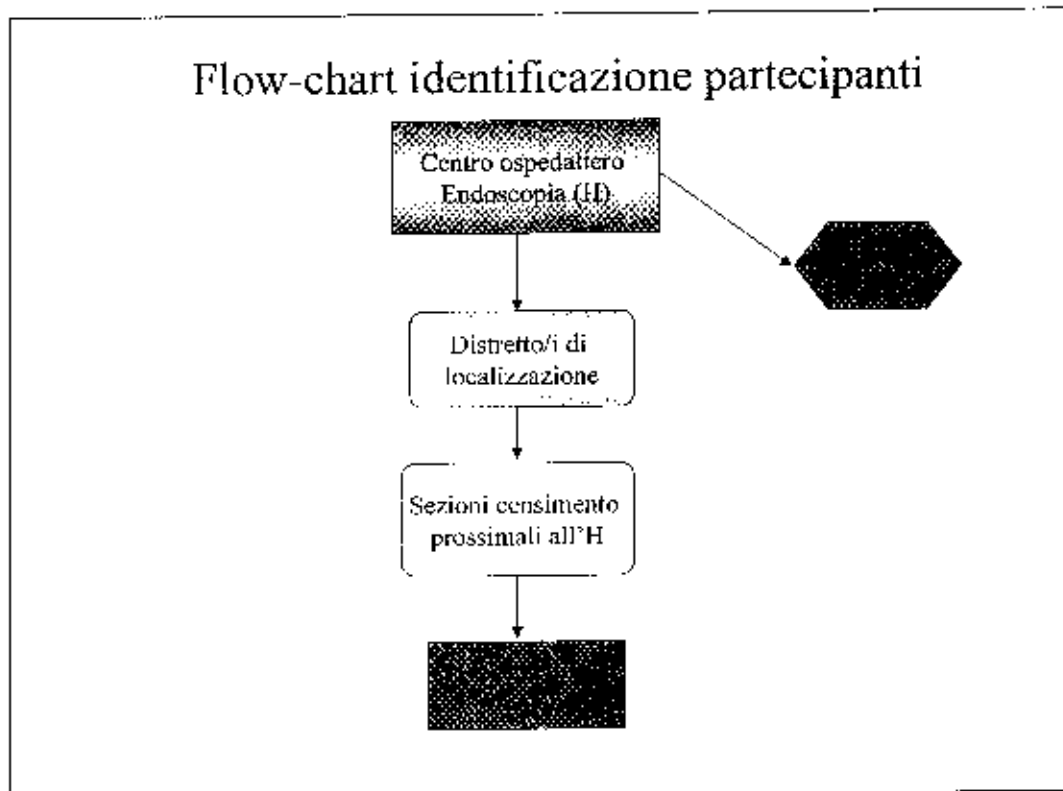 Flow-chart identificazione partecipanti
Centro ospedaliero
Endoscopia (H)
Distretto/i di
localizzazione
Sezioni censimento
prossimali all'H